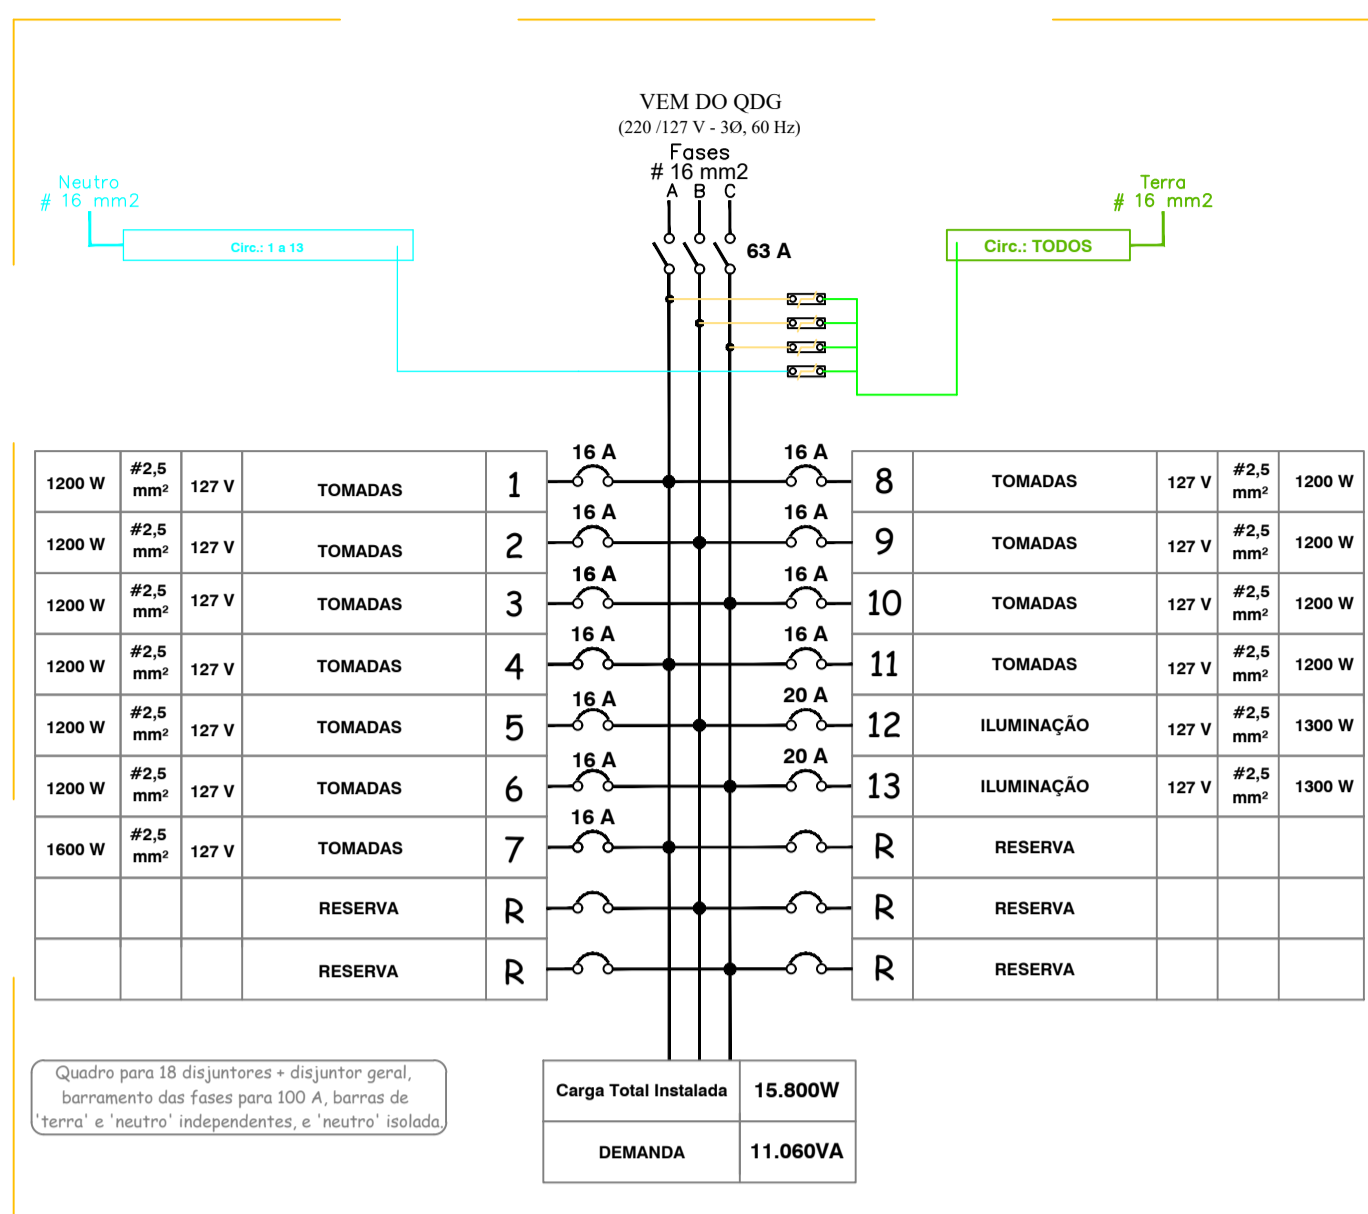 VEM DO QDG
(220 /127 V - 3Ø, 60 Hz)
Fases
# 16 mm2
A B C
63 A
Neutro
# 16 mm2
Circ.: 1 a 13
Terra
# 16 mm2
Circ.: TODOS
1200 W #2,5 mm² 127 V TOMADAS 1 16 A 16 A 8 TOMADAS 127 V #2,5 mm² 1200 W
1200 W #2,5 mm² 127 V TOMADAS 2 16 A 16 A 9 TOMADAS 127 V #2,5 mm² 1200 W
1200 W #2,5 mm² 127 V TOMADAS 3 16 A 16 A 10 TOMADAS 127 V #2,5 mm² 1200 W
1200 W #2,5 mm² 127 V TOMADAS 4 16 A 16 A 11 TOMADAS 127 V #2,5 mm² 1200 W
1200 W #2,5 mm² 127 V TOMADAS 5 16 A 20 A 12 ILUMINAÇÃO 127 V #2,5 mm² 1300 W
1200 W #2,5 mm² 127 V TOMADAS 6 16 A 20 A 13 ILUMINAÇÃO 127 V #2,5 mm² 1300 W
1600 W #2,5 mm² 127 V TOMADAS 7 16 A R RESERVA
RESERVA R R RESERVA
RESERVA R R RESERVA
Quadro para 18 disjuntores + disjuntor geral,
barramento das fases para 100 A, barras de
'terra' e 'neutro' independentes, e 'neutro' isolada.
Carga Total Instalada 15.800W
DEMANDA 11.060VA